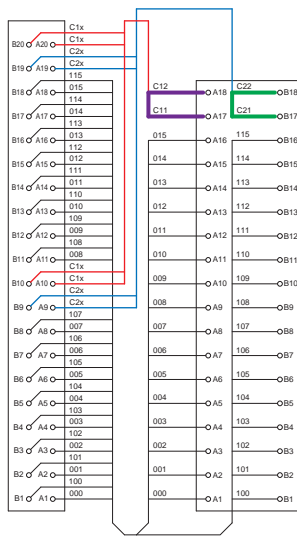 C1x
B20 A20 C1x
C2x
B19 A19 C2x
115
B18 A18 015
114
B17 A17 014
113
B16 A16 013
112
B15 A15 012
111
B14 A14 011
110
B13 A13 010
109
B12 A12 009
108
B11 A11 008
C1x
B10 A10 C1x
C2x
B9 A9 C2x
107
B8 A8 007
106
B7 A7 006
105
B6 A6 005
104
B5 A5 004
103
B4 A4 003
102
B3 A3 002
101
B2 A2 001
100
B1 A1 000
C12 A18 C22 B18
C11 A17 C21 B17
015 A16 115 B16
014 A15 114 B15
013 A14 113 B14
012 A13 112 B13
011 A12 111 B12
010 A11 110 B11
009 A10 109 B10
008 A9 108 B9
007 A8 107 B8
006 A7 106 B7
005 A6 105 B6
004 A5 104 B5
003 A4 103 B4
002 A3 102 B3
001 A2 101 B2
000 A1 100 B1